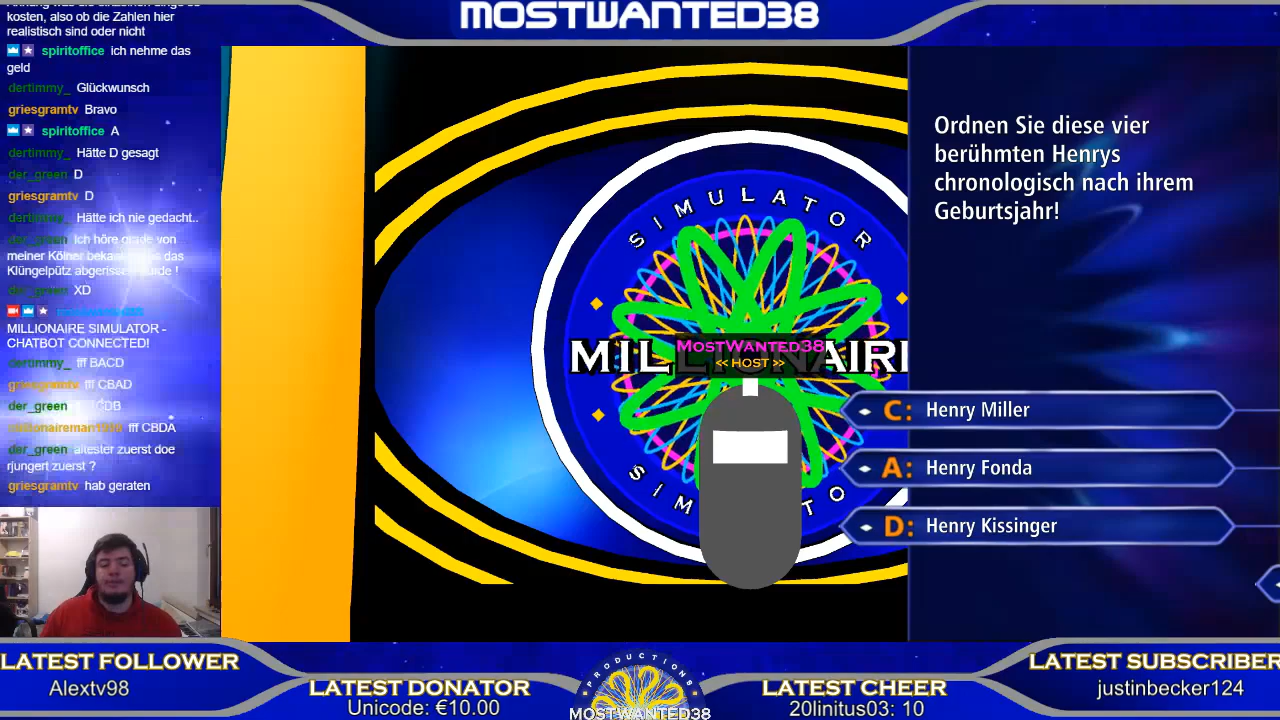 MOSTWANTED38
kosten, also ob die Zahlen hier
realistisch sind oder nicht
spiritoffice ich nehme das
geld
dertimmy_ Glückwunsch
griesgramtv Bravo
spiritoffice A
dertimmy_ Hätte D gesagt
der_green D
griesgramtv D
dertimmy_ Hätte ich nie gedacht..
der_green Ich höre grade von
meiner Kölner das
Klüngelpütz abgerissen wurde !
der_green XD
MILLIONAIRE SIMULATOR -
CHATBOT CONNECTED!
dertimmy_ fff BACD
griesgramtv fff CBAD
der_green CDB
fff CBDA
der_green ältester zuerst doe
rjungert zuerst ?
griesgramtv hab geraten
SIMULATOR
MILLIONAIRE
MOSTWANTED38
<< HOST >>
SIM TO
Ordnen Sie diese vier
berühmten Henrys
chronologisch nach ihrem
Geburtsjahr!
C: Henry Miller
A: Henry Fonda
D: Henry Kissinger
LATEST FOLLOWER
Alextv98
LATEST DONATOR
Unicode: €10.00
PRODUCTIONS
MOSTWANTED38
LATEST CHEER
20linitus03: 10
LATEST SUBSCRIBER
justinbecker124